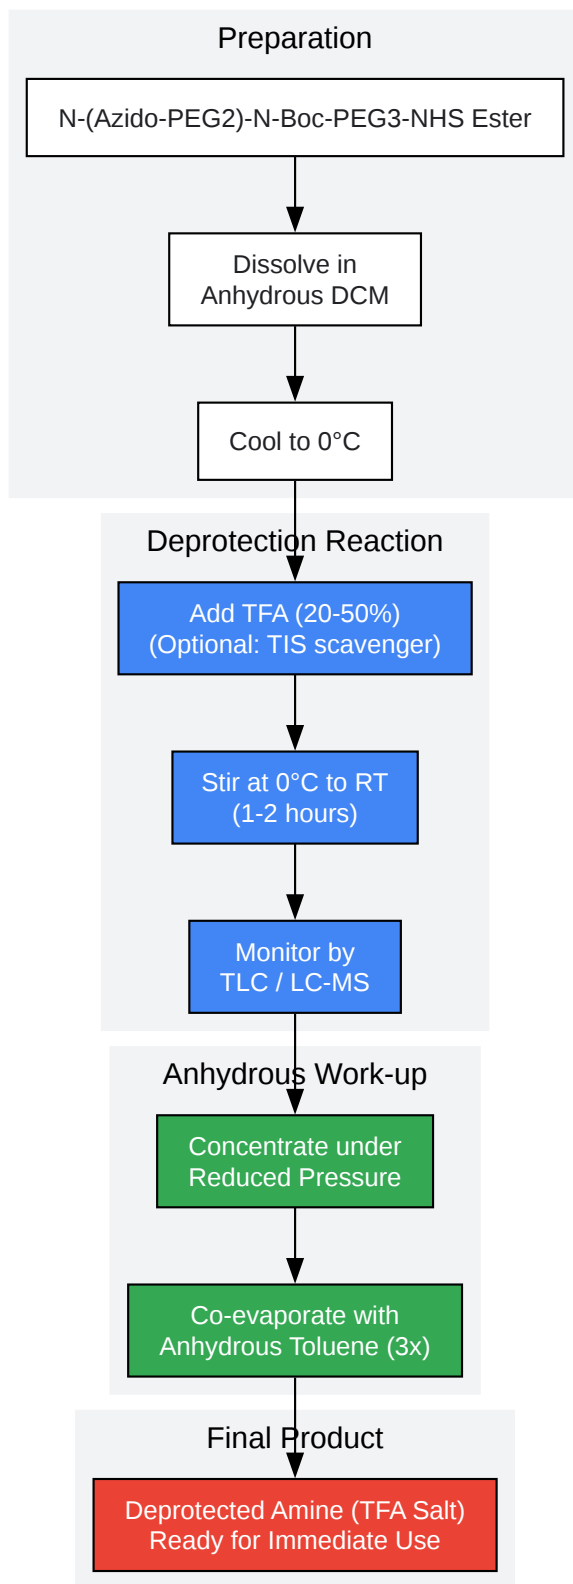 Preparation
N-(Azido-PEG2)-N-Boc-PEG3-NHS Ester
Dissolve in
Anhydrous DCM
Cool to 0°C
Deprotection Reaction
Add TFA (20-50%)
(Optional: TIS scavenger)
Stir at 0°C to RT
(1-2 hours)
Monitor by
TLC / LC-MS
Anhydrous Work-up
Concentrate under
Reduced Pressure
Co-evaporate with
Anhydrous Toluene (3x)
Final Product
Deprotected Amine (TFA Salt)
Ready for Immediate Use